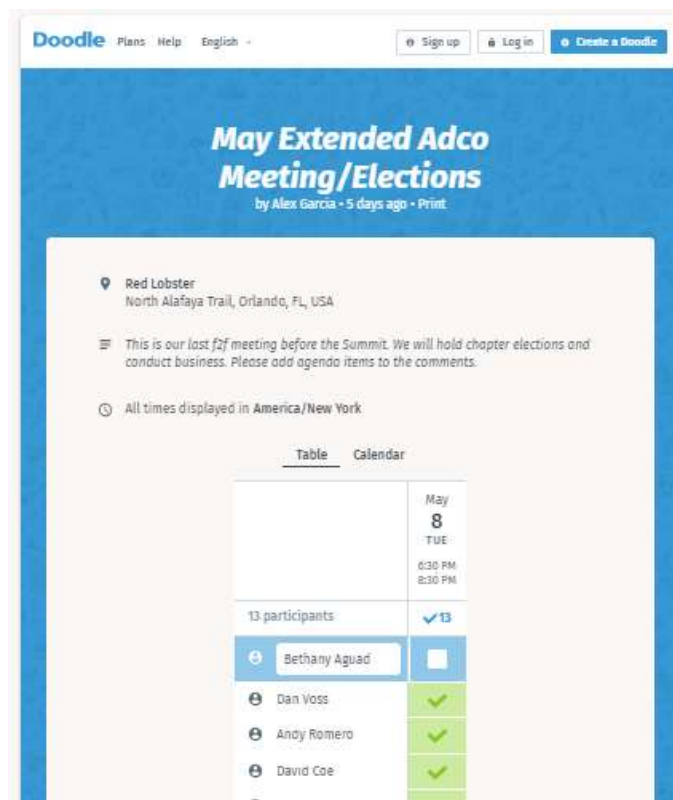 Doodle Plans Help English
Sign up Log in Create a Doodle
May Extended Adco
Meeting/Elections
by Alex Garcia • 5 days ago • Print
Red Lobster
North Alafaya Trail, Orlando, FL, USA
This is our last f2f meeting before the Summit. We will hold chapter elections and
conduct business. Please add agenda items to the comments.
All times displayed in America/New York
Table Calendar
May
8
TUE
6:30 PM
8:30 PM
13 participants 13
Bethany Aguad
Dan Voss
Andy Romero
David Coe